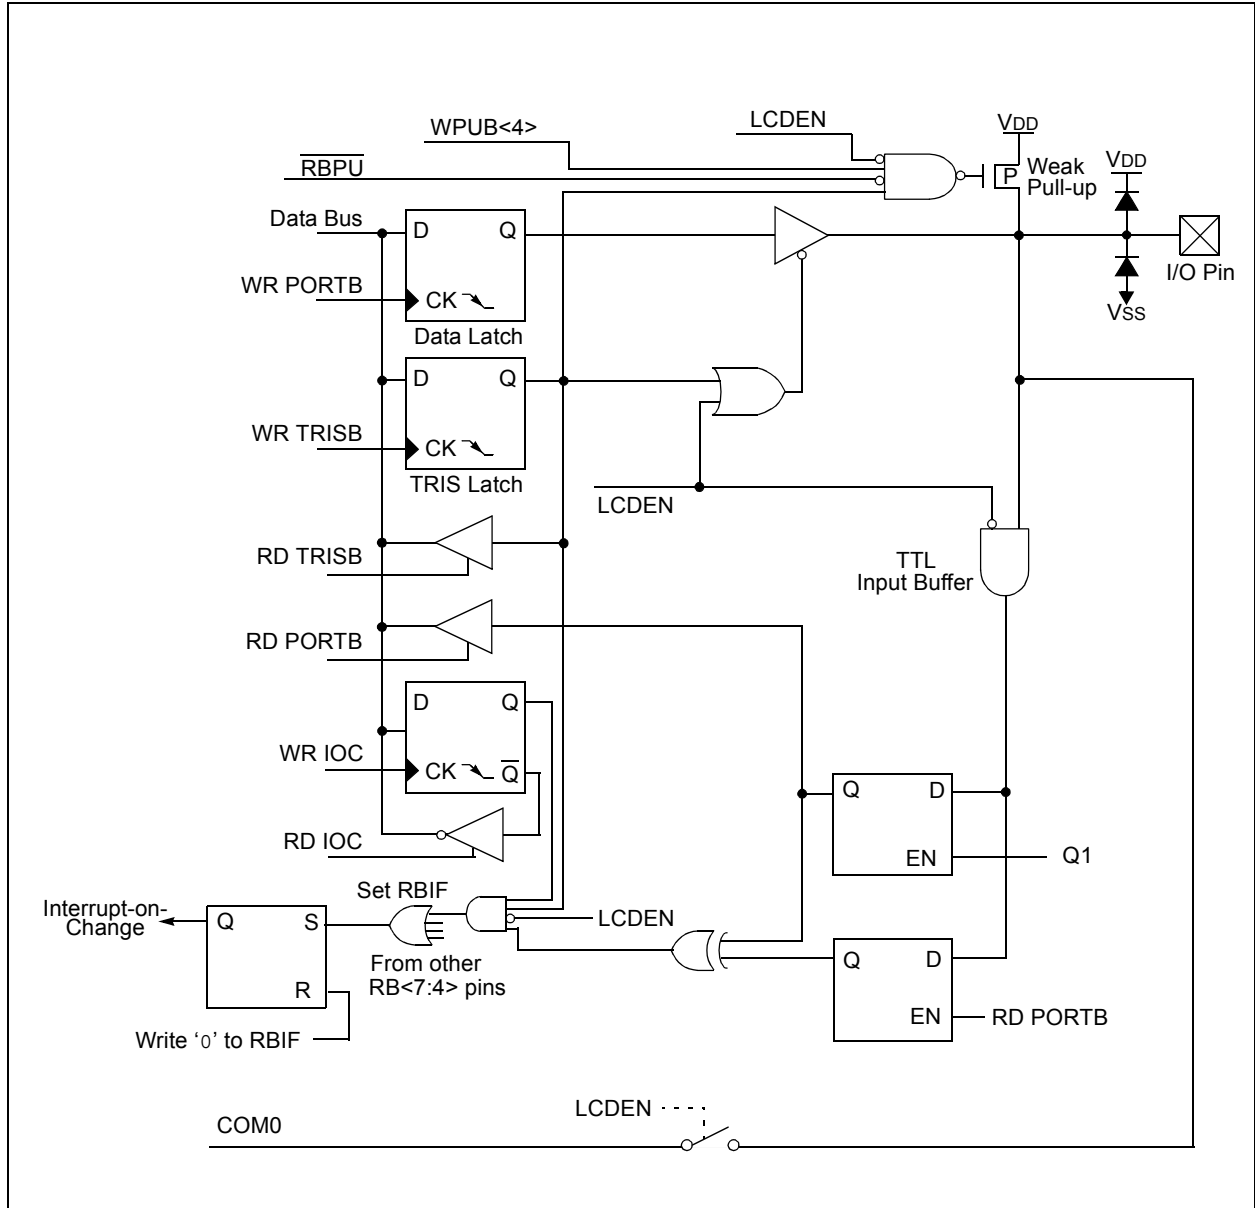 LCDEN
VDD
WPUB<4>
RBPU
P
Weak
Pull-up
VDD
Data Bus
D
Q
I/O Pin
WR PORTB
CK
VSS
Data Latch
D
Q
WR TRISB
CK
TRIS Latch
LCDEN
RD TRISB
TTL
Input Buffer
RD PORTB
D
Q
WR IOC
CK
Q
Q
D
RD IOC
EN
Q1
Set RBIF
Interrupt-on-
Change
Q
S
LCDEN
From other
RB<7:4> pins
Q
D
R
EN
RD PORTB
Write ‘0’ to RBIF
LCDEN
COM0